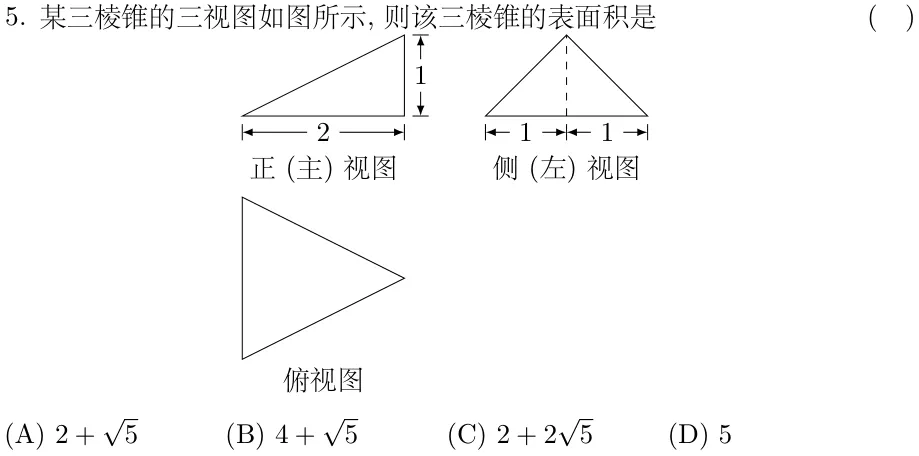 5. 某三棱锥的三视图如图所示, 则该三棱锥的表面积是 ( )
1
2 1 1
正 (主) 视图 侧 (左) 视图
俯视图
(A) 2 + √5 (B) 4 + √5 (C) 2 + 2√5 (D) 5